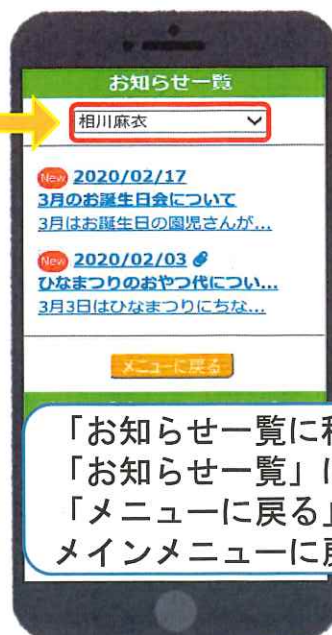 お知らせ一覧
相川麻衣
New 2020/02/17
3月のお誕生日会について
3月はお誕生日の園児さんが...
New 2020/02/03
ひなまつりのおやつ代につい...
3月3日はひなまつりにちな...
メニューに戻る
「お知らせ一覧に
「お知らせ一覧」
「メニューに戻る」
メインメニューに